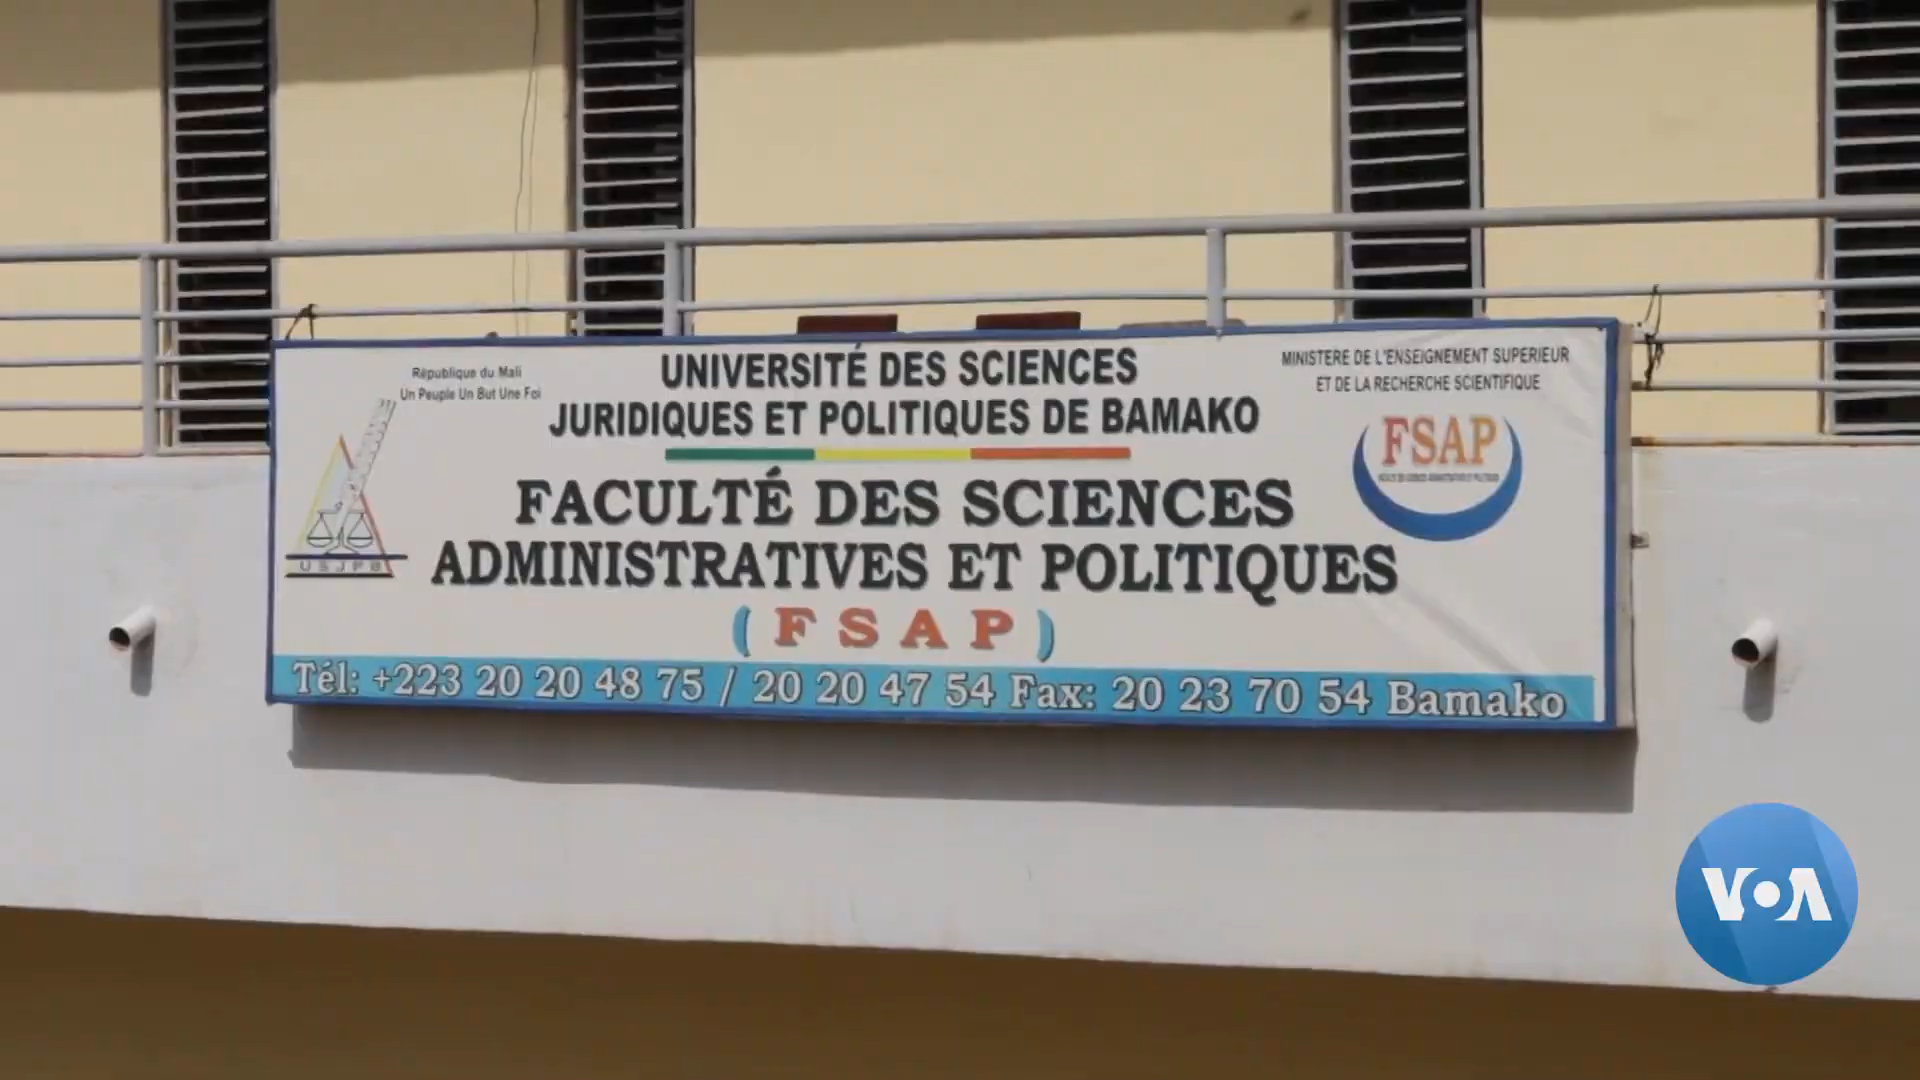 République du Mali
Un Peuple Un But Une Foi
UNIVERSITÉ DES SCIENCES
JURIDIQUES ET POLITIQUES DE BAMAKO
MINISTERE DE L'ENSEIGNEMENT SUPERIEUR
ET DE LA RECHERCHE SCIENTIFIQUE
FSAP
USJPB
FACULTÉ DES SCIENCES
ADMINISTRATIVES ET POLITIQUES
(FSAP)
Tél: +223 20 20 48 75 / 20 20 47 54 Fax: 20 23 70 54 Bamako
VOA